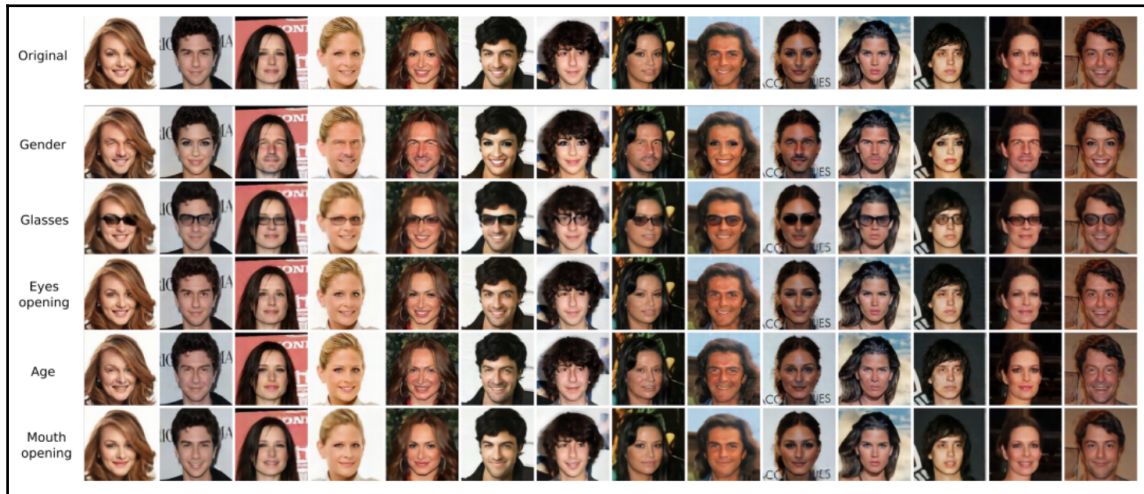 Original
Gender
Glasses
Eyes
opening
Age
Mouth
opening